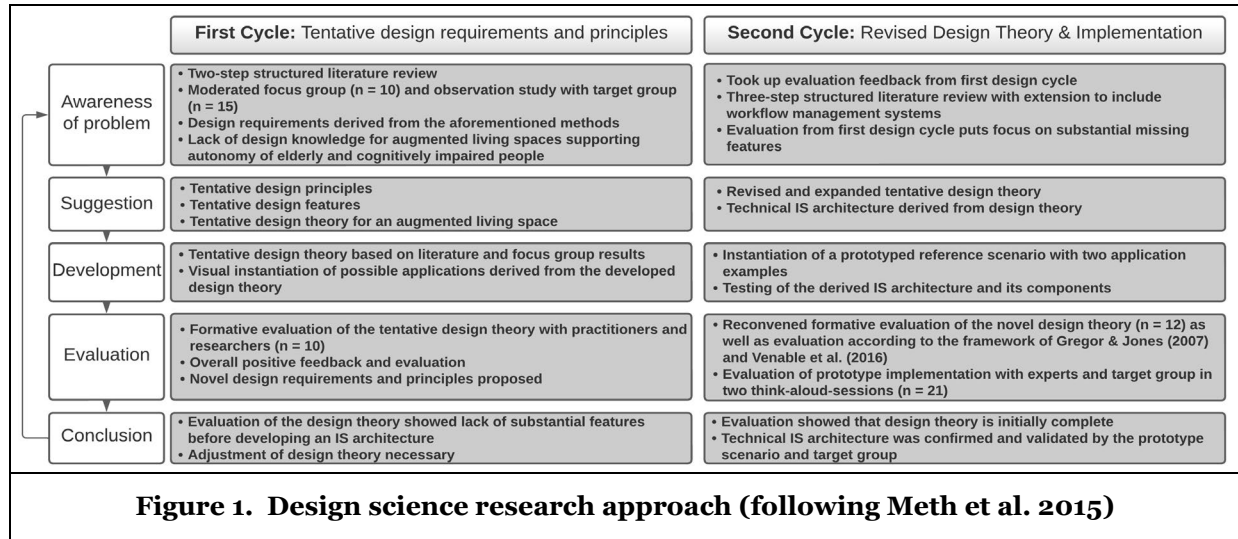 First Cycle: Tentative design requirements and principles
Second Cycle: Revised Design Theory & Implementation
Awareness
of problem
• Two-step structured literature review
• Moderated focus group (n = 10) and observation study with target group
(n = 15)
• Design requirements derived from the aforementioned methods
• Lack of design knowledge for augmented living spaces supporting
autonomy of elderly and cognitively impaired people
• Took up evaluation feedback from first design cycle
• Three-step structured literature review with extension to include
workflow management systems
• Evaluation from first design cycle puts focus on substantial missing
features
Suggestion
• Tentative design principles
• Tentative design features
• Tentative design theory for an augmented living space
• Revised and expanded tentative design theory
• Technical IS architecture derived from design theory
Development
• Tentative design theory based on literature and focus group results
• Visual instantiation of possible applications derived from the developed
design theory
• Instantiation of a prototyped reference scenario with two application
examples
• Testing of the derived IS architecture and its components
Evaluation
• Formative evaluation of the tentative design theory with practitioners and
researchers (n = 10)
• Overall positive feedback and evaluation
• Novel design requirements and principles proposed
• Reconvened formative evaluation of the novel design theory (n = 12) as
well as evaluation according to the framework of Gregor & Jones (2007)
and Venable et al. (2016)
• Evaluation of prototype implementation with experts and target group in
two think-aloud-sessions (n = 21)
Conclusion
• Evaluation of the design theory showed lack of substantial features
before developing an IS architecture
• Adjustment of design theory necessary
• Evaluation showed that design theory is initially complete
• Technical IS architecture was confirmed and validated by the prototype
scenario and target group
Figure 1. Design science research approach (following Meth et al. 2015)